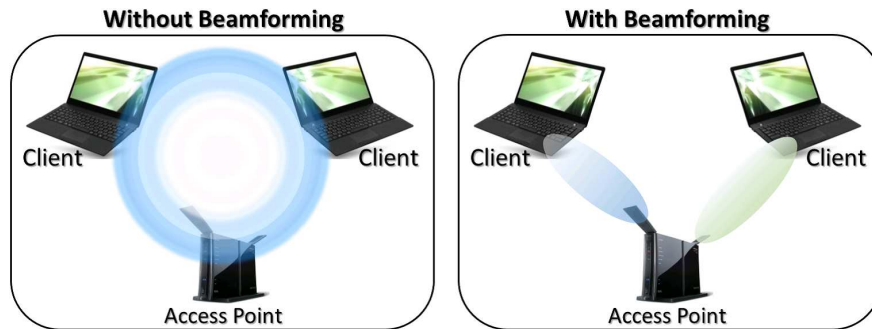 Without Beamforming
Client
Client
Access Point
With Beamforming
Client
Client
Access Point